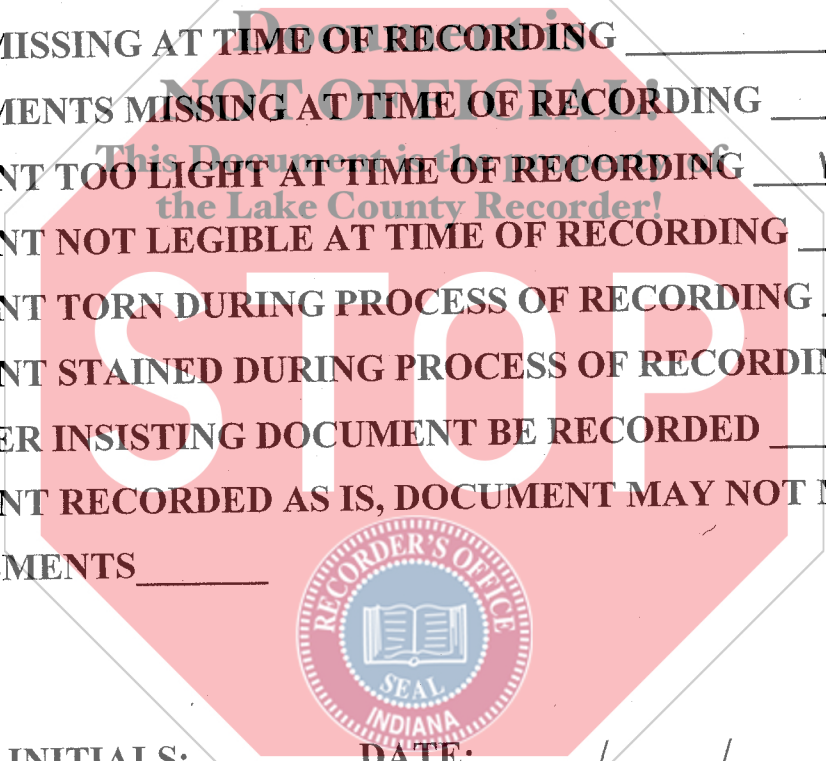 Document is
MISSING AT TIME OF RECORDING
NOT OFFICIAL!
MENTS MISSING AT TIME OF RECORDING
This Document is the property of
NT TOO LIGHT AT TIME OF RECORDING
the Lake County Recorder!
NT NOT LEGIBLE AT TIME OF RECORDING
NT TORN DURING PROCESS OF RECORDING
STOP
NT STAINED DURING PROCESS OF RECORDIN
ER INSISTING DOCUMENT BE RECORDED
NT RECORDED AS IS, DOCUMENT MAY NOT
EMENTS
RECORDER'S OFFICE
SEAL
INDIANA
INITIALS: DATE: / /